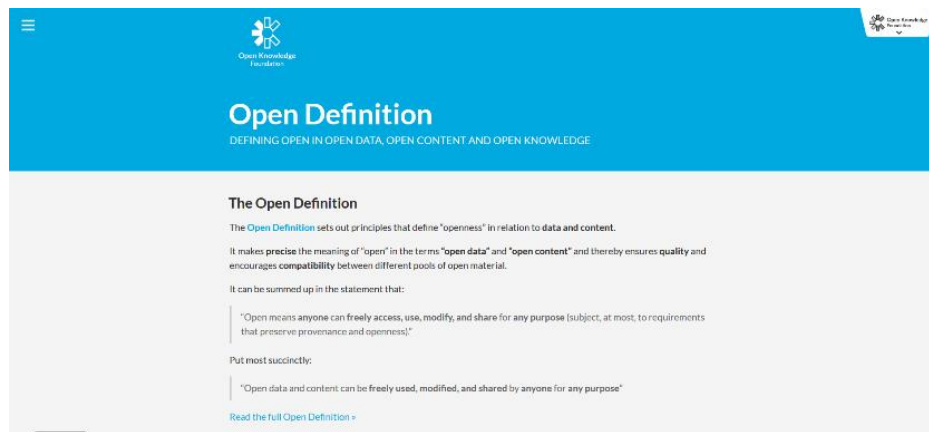 Open Knowledge
Foundation
Open Knowledge
Foundation
Open Definition
DEFINING OPEN IN OPEN DATA, OPEN CONTENT AND OPEN KNOWLEDGE
The Open Definition
The Open Definition sets out principles that define “openness” in relation to data and content.
It makes precise the meaning of “open” in the terms “open data” and “open content” and thereby ensures quality and
encourages compatibility between different pools of open material.
It can be summed up in the statement that:
“Open means anyone can freely access, use, modify, and share for any purpose (subject, at most, to requirements
that preserve provenance and openness).”
Put most succinctly:
“Open data and content can be freely used, modified, and shared by anyone for any purpose”
Read the full Open Definition »